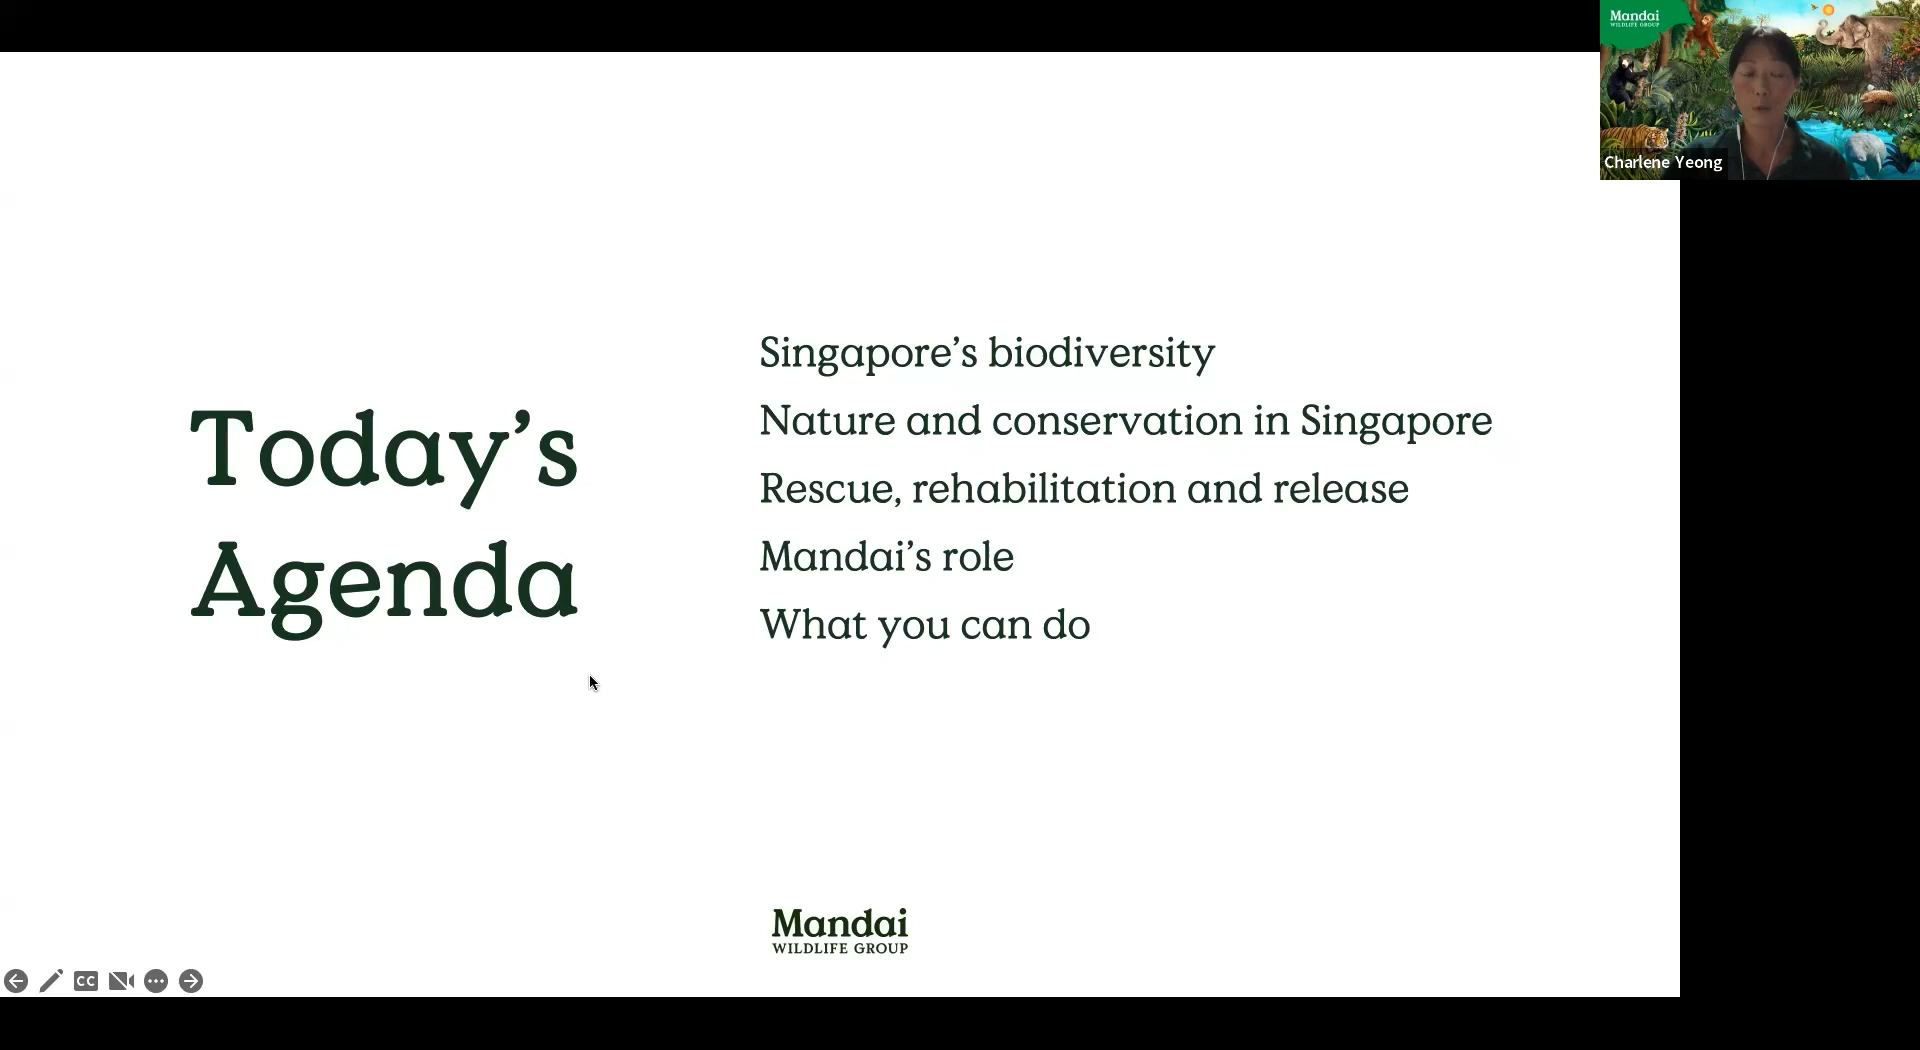 Mandai
WILDLIFE GROUP
Charlene Yeong
Today’s
Agenda
Singapore’s biodiversity
Nature and conservation in Singapore
Rescue, rehabilitation and release
Mandai’s role
What you can do
Mandai
WILDLIFE GROUP
CC